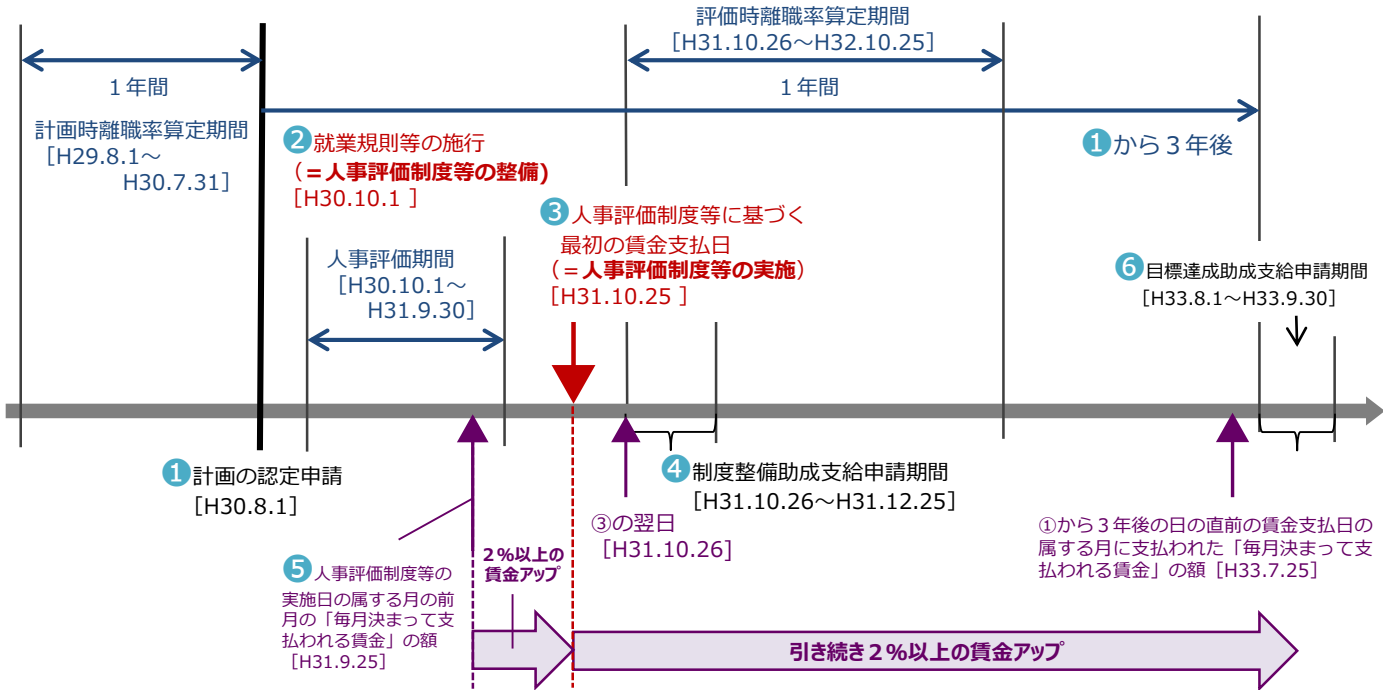 評価時離職率算定期間
[H31.10.26～H32.10.25]
１年間
１年間
計画時離職率算定期間
[H29.8.1～
H30.7.31]
❷就業規則等の施行
(＝人事評価制度等の整備)
[H30.10.1 ]
❶から３年後
❸人事評価制度等に基づく
最初の賃金支払日
(＝人事評価制度等の実施)
[H31.10.25 ]
人事評価期間
[H30.10.1～
H31.9.30]
❻目標達成助成支給申請期間
[H33.8.1～H33.9.30]
❶計画の認定申請
[H30.8.1]
❹制度整備助成支給申請期間
[H31.10.26～H31.12.25]
③の翌日
[H31.10.26]
①から３年後の日の直前の賃金支払日の
属する月に支払われた「毎月決まって支
払われる賃金」の額［H33.7.25］
２％以上の
賃金アップ
❺人事評価制度等の
実施日の属する月の前
月の「毎月決まって支
払われる賃金」の額
[H31.9.25]
引き続き２％以上の賃金アップ